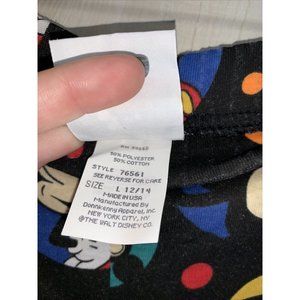 50% POLYESTER
50% COTTON
STYLE 76561
SEE REVERSE FOR CARE
SIZE L 12/14
MADE IN USA
Manufactured By
Donnkenny Apparel, Inc.
NEW YORK CITY, NY
@THE WALT DISNEY CO.